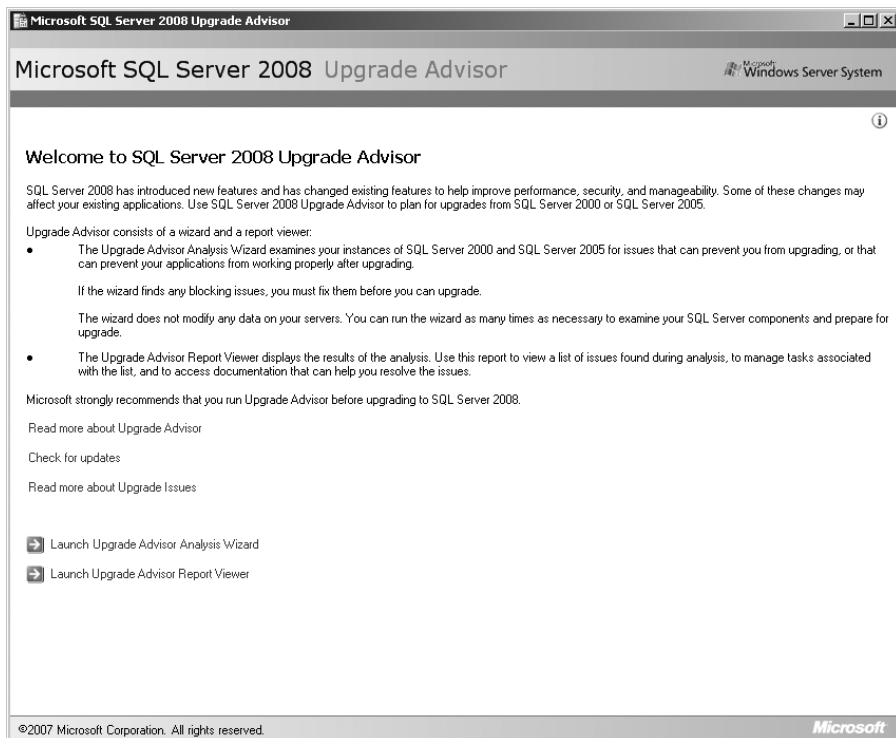 Microsoft SQL Server 2008 Upgrade Advisor
Microsoft SQL Server 2008 Upgrade Advisor
Microsoft
Windows Server System
Welcome to SQL Server 2008 Upgrade Advisor
SQL Server 2008 has introduced new features and has changed existing features to help improve performance, security, and manageability. Some of these changes may
affect your existing applications. Use SQL Server 2008 Upgrade Advisor to plan for upgrades from SQL Server 2000 or SQL Server 2005.
Upgrade Advisor consists of a wizard and a report viewer:
● The Upgrade Advisor Analysis Wizard examines your instances of SQL Server 2000 and SQL Server 2005 for issues that can prevent you from upgrading, or that
can prevent your applications from working properly after upgrading.
If the wizard finds any blocking issues, you must fix them before you can upgrade.
The wizard does not modify any data on your servers. You can run the wizard as many times as necessary to examine your SQL Server components and prepare for
upgrade.
● The Upgrade Advisor Report Viewer displays the results of the analysis. Use this report to view a list of issues found during analysis, to manage tasks associated
with the list, and to access documentation that can help you resolve the issues.
Microsoft strongly recommends that you run Upgrade Advisor before upgrading to SQL Server 2008.
Read more about Upgrade Advisor
Check for updates
Read more about Upgrade Issues
Launch Upgrade Advisor Analysis Wizard
Launch Upgrade Advisor Report Viewer
©2007 Microsoft Corporation. All rights reserved.
Microsoft